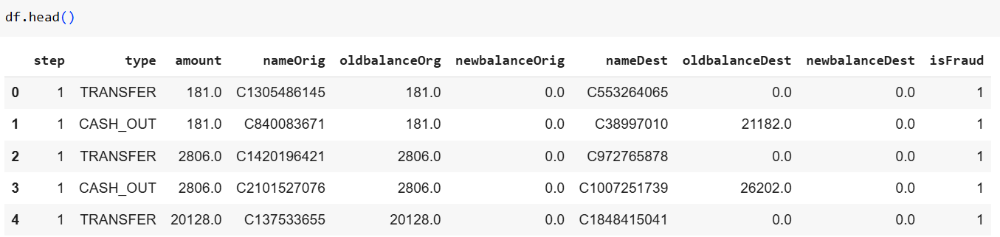 df.head()
step type amount nameOrig oldbalanceOrg newbalanceOrig nameDest oldbalanceDest newbalanceDest isFraud
0 1 TRANSFER 181.0 C1305486145 181.0 0.0 C553264065 0.0 0.0 1
1 1 CASH_OUT 181.0 C840083671 181.0 0.0 C38997010 21182.0 0.0 1
2 1 TRANSFER 2806.0 C1420196421 2806.0 0.0 C972765878 0.0 0.0 1
3 1 CASH_OUT 2806.0 C2101527076 2806.0 0.0 C1007251739 26202.0 0.0 1
4 1 TRANSFER 20128.0 C137533655 20128.0 0.0 C1848415041 0.0 0.0 1